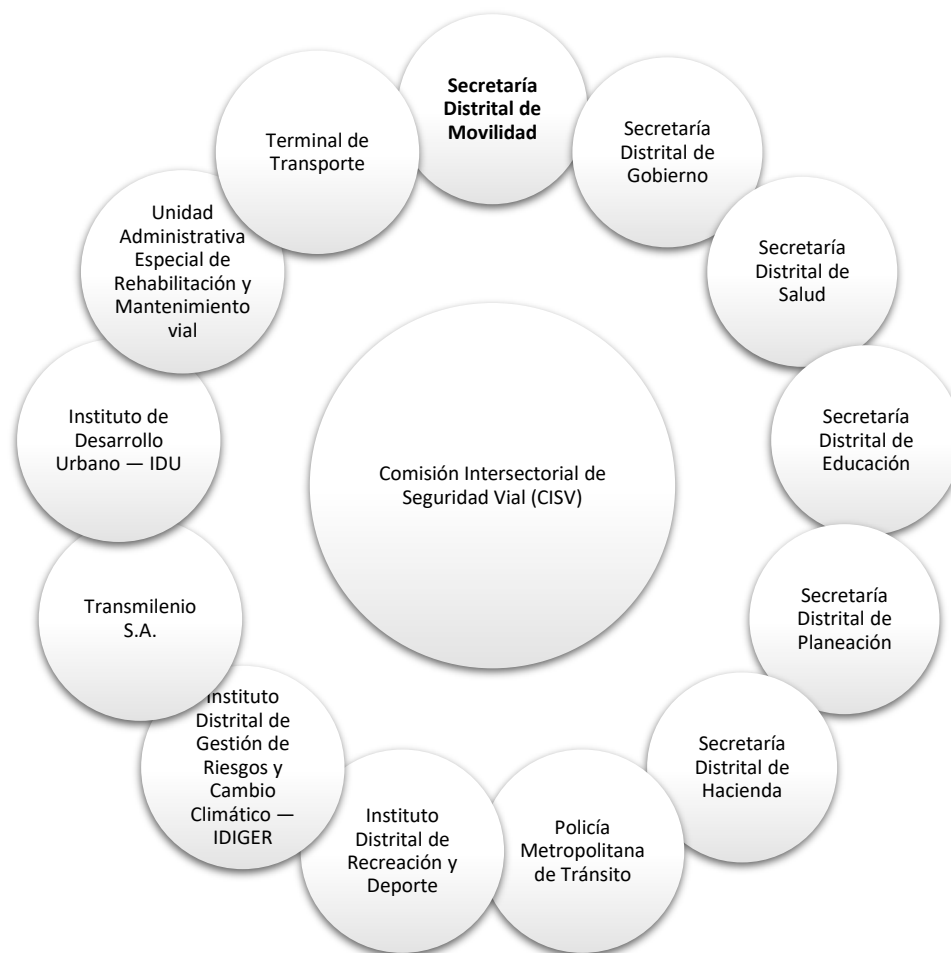 Secretaría
Distrital de
Movilidad
Secretaría
Distrital de
Gobierno
Secretaría
Distrital de
Salud
Secretaría
Distrital de
Educación
Secretaría
Distrital de
Planeación
Secretaría
Distrital de
Hacienda
Policía
Metropolitana
de Tránsito
Instituto
Distrital de
Recreación y
Deporte
Instituto
Distrital de
Gestión de
Riesgos y
Cambio
Climático —
IDIGER
Transmilenio
S.A.
Instituto de
Desarrollo
Urbano — IDU
Unidad
Administrativa
Especial de
Rehabilitación y
Mantenimiento
vial
Terminal de
Transporte
Comisión Intersectorial de
Seguridad Vial (CISV)